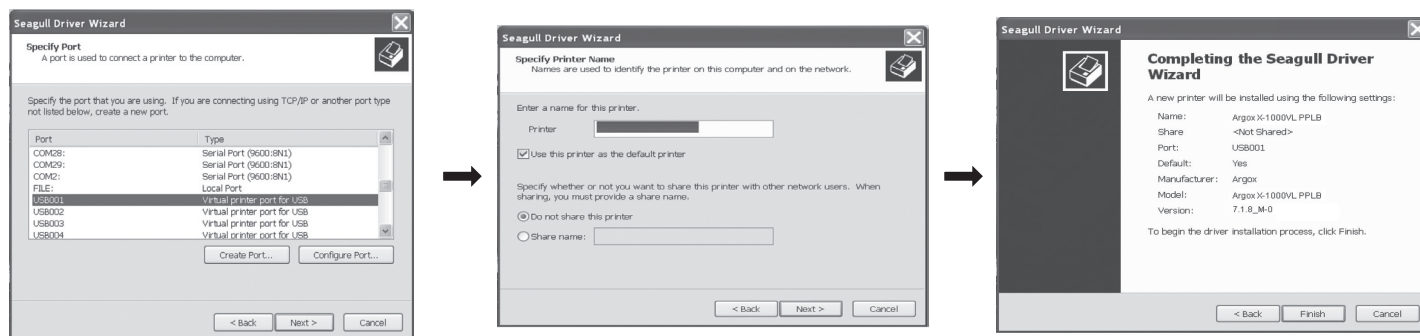 Seagull Driver Wizard
Specify Port
A port is used to connect a printer to the computer.
Specify the port that you are using. If you are connecting using TCP/IP or another port type
not listed below, create a new port.
Port Type
COM28: Serial Port (9600:8N1)
COM29: Serial Port (9600:8N1)
COM2: Serial Port (9600:8N1)
FILE: Local Port
USB001 Virtual printer port for USB
USB002 Virtual printer port for USB
USB003 Virtual printer port for USB
USB004 Virtual printer port for USB
Create Port... Configure Port...
< Back Next > Cancel
Seagull Driver Wizard
Specify Printer Name
Names are used to identify the printer on this computer and on the network.
Enter a name for this printer.
Printer
Use this printer as the default printer
Specify whether or not you want to share this printer with other network users. When
sharing, you must provide a share name.
Do not share this printer
Share name:
< Back Next > Cancel
Seagull Driver Wizard
Completing the Seagull Driver
Wizard
A new printer will be installed using the following settings:
Name: Argox X-1000VL PPLB
Share <Not Shared>
Port: USB001
Default: Yes
Manufacturer: Argox
Model: Argox X-1000VL PPLB
Version: 7.1.8_M-0
To begin the driver installation process, click Finish.
< Back Finish Cancel